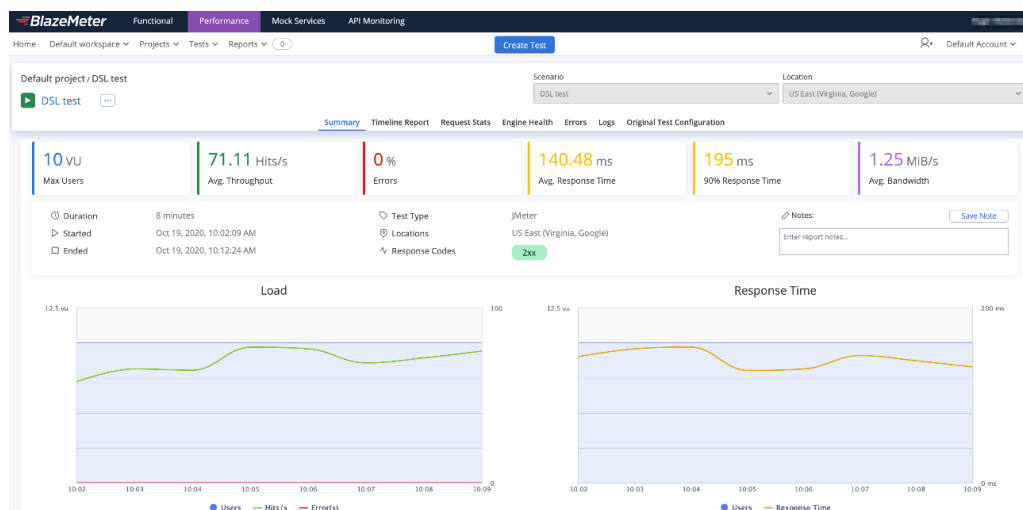 BlazeMeter Functional Performance Mock Services API Monitoring
Home Default workspace Projects Tests Reports 0 Create Test Default Account
Default project / DSL test
DSL test
Scenario
DSL test
Location
US East (Virginia, Google)
Summary Timeline Report Request Stats Engine Health Errors Logs Original Test Configuration
10 VU
Max Users
71.11 Hits/s
Avg. Throughput
0 %
Errors
140.48 ms
Avg. Response Time
195 ms
90% Response Time
1.25 MiB/s
Avg. Bandwidth
Duration 8 minutes
Started Oct 19, 2020, 10:02:09 AM
Ended Oct 19, 2020, 10:12:24 AM
Test Type JMeter
Locations US East (Virginia, Google)
Response Codes 2xx
Notes: Save Note
Enter report notes...
Load
12.5 vu 100
0
10:02 10:03 10:04 10:05 10:06 10:07 10:08 10:09
Users Hits/s Error(s)
Response Time
12.5 vu 200 ms
0 ms
10:02 10:03 10:04 10:05 10:06 10:07 10:08 10:09
Users Response Time